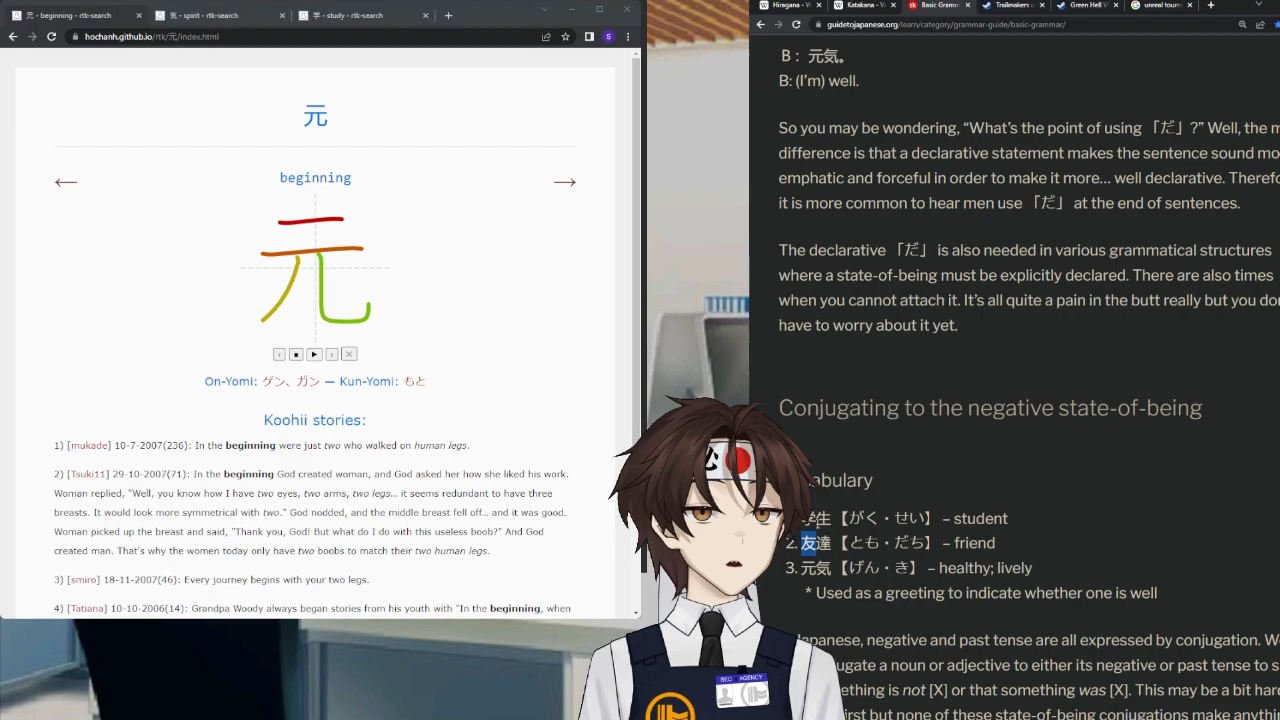 元 - beginning - rtk-search
気 - spirit - rtk-search
学 - study - rtk-search
hochanh.github.io/rtk/元/index.html
元
beginning
On-Yomi: ゲン、ガン — Kun-Yomi: もと
Koohii stories:
1) [mukade] 10-7-2007(236): In the beginning were just two who walked on human legs.
2) [Tsuki11] 29-10-2007(71): In the beginning God created woman, and God asked her how she liked his work.
Woman replied, "Well, you know how I have two eyes, two arms, two legs... it seems redundant to have three
breasts. It would look more symmetrical with two." God nodded, and the middle breast fell off... and it was good.
Woman picked up the breast and said, "Thank you, God! But what do I do with this useless boob?" And God
created man. That's why the women today only have two boobs to match their two human legs.
3) [smiro] 18-11-2007(46): Every journey begins with your two legs.
4) [Tatiana] 10-10-2006(14): Grandpa Woody always began stories from his youth with "In the beginning, when
Hiragana - W
Katakana - W
Basic Gramm
Trailmakers o
Green Hell V
unreal tourn
guidetojapanese.org/learn/category/grammar-guide/basic-grammar/
B： 元気。
B: (I'm) well.
So you may be wondering, “What's the point of using 「だ」?” Well, the m
difference is that a declarative statement makes the sentence sound mo
emphatic and forceful in order to make it more… well declarative. Therefo
it is more common to hear men use 「だ」 at the end of sentences.
The declarative 「だ」 is also needed in various grammatical structures
where a state-of-being must be explicitly declared. There are also times
when you cannot attach it. It's all quite a pain in the butt really but you don
have to worry about it yet.
Conjugating to the negative state-of-being
abulary
学生【がく・せい】 – student
2. 友達【とも・だち】 – friend
3. 元気【げん・き】 – healthy; lively
* Used as a greeting to indicate whether one is well
Japanese, negative and past tense are all expressed by conjugation. W
ugate a noun or adjective to either its negative or past tense to s
ething is not [X] or that something was [X]. This may be a bit hard
irst but none of these state-of-being conjugations make anythin
心
SEO AGENCY